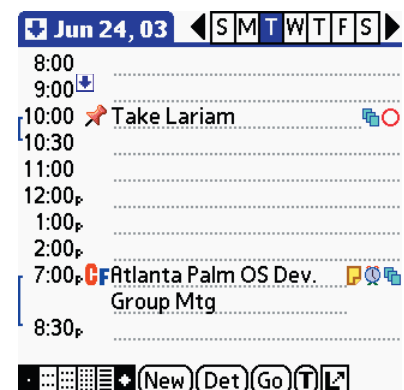 Jun 24, 03 S M T W T F S
8:00
9:00
10:00 Take Lariam
10:30
11:00
12:00P
1:00P
2:00P
7:00P CF Atlanta Palm OS Dev.
Group Mtg
8:30P
New Det Go T